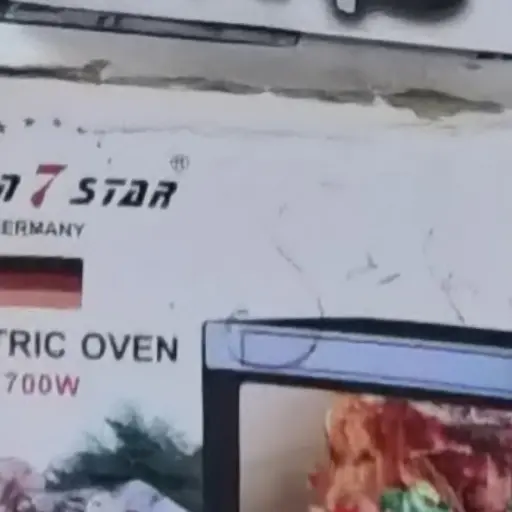 7 STAR ®
ERMANY
TRIC OVEN
700W